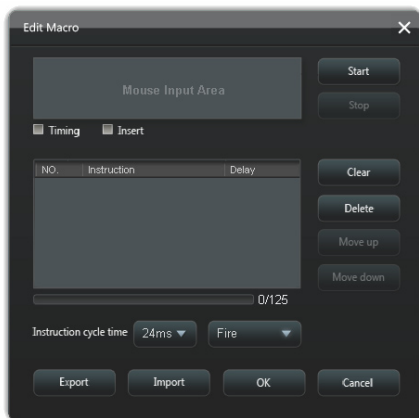 Edit Macro
Mouse Input Area
Start
Stop
Timing Insert
NO. Instruction Delay
Clear
Delete
Move up
Move down
0/125
Instruction cycle time 24ms Fire
Export Import OK Cancel